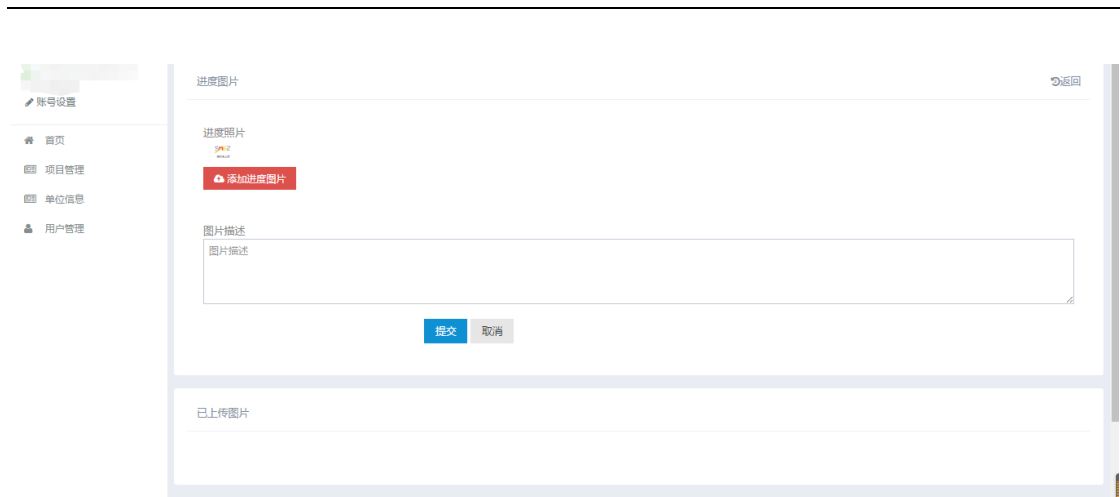 进度图片
返回
账号设置
首页
项目管理
单位信息
用户管理
进度照片
添加进度图片
图片描述
图片描述
提交 取消
已上传图片